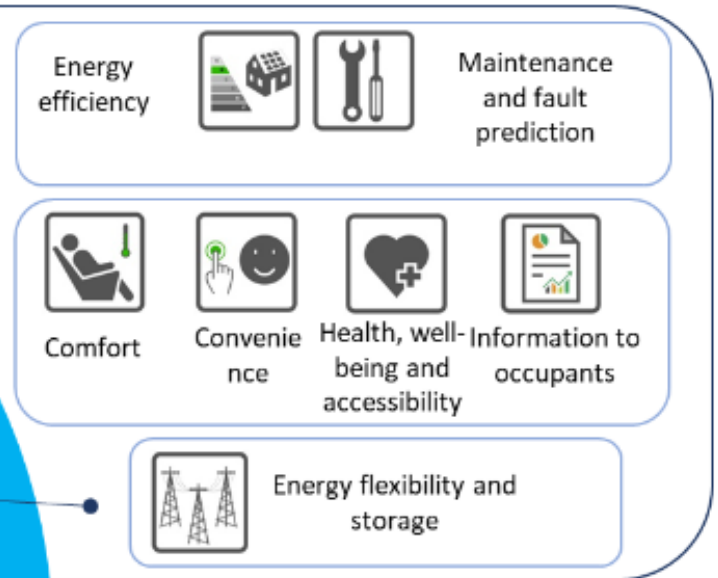 Energy
efficiency
Maintenance
and fault
prediction
Comfort
Convenie
nce
Health, well-
being and
accessibility
Information to
occupants
Energy flexibility and
storage